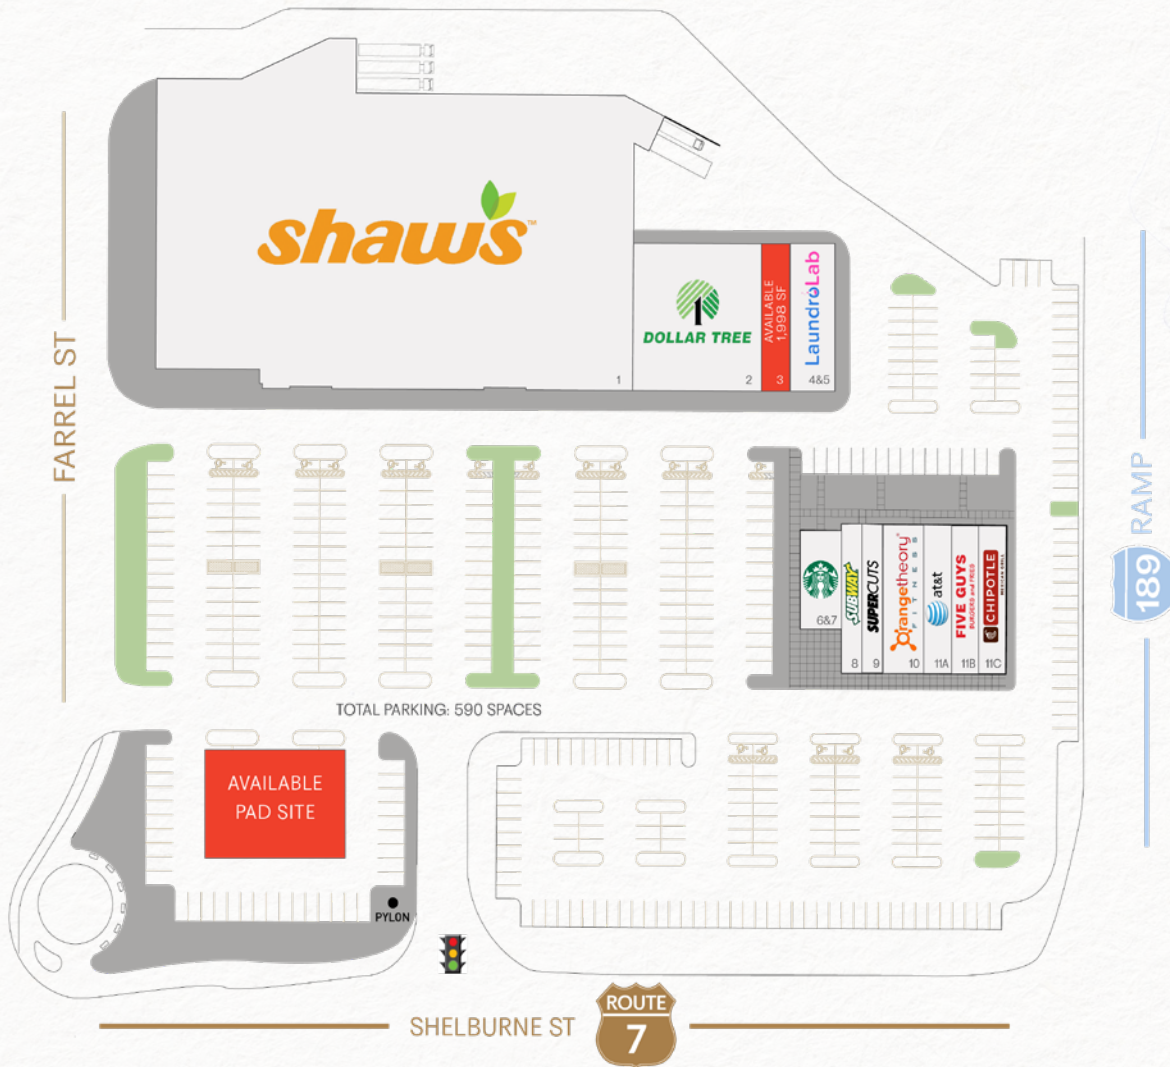 shaw's™
1
DOLLAR TREE
2
AVAILABLE
1,998 SF
3
LaundroLab
4&5
FARREL ST
189 RAMP
6&7
SUBWAY
8
SUPERCUTS
9
Orangetheory®
FITNESS
10
at&t
11A
FIVE GUYS
BURGERS and FRIES
11B
CHIPOTLE
MEXICAN GRILL
11C
TOTAL PARKING: 590 SPACES
AVAILABLE
PAD SITE
PYLON
SHELBURNE ST
ROUTE
7